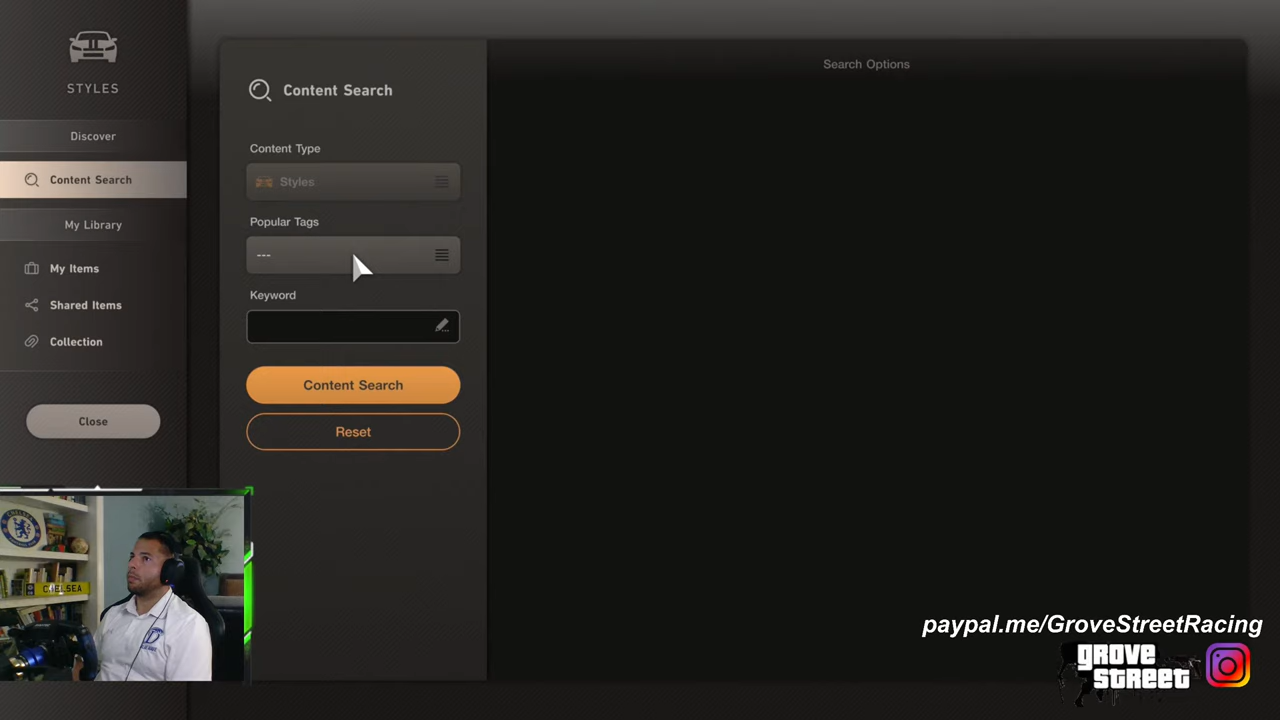 STYLES
Discover
Content Search
My Library
My Items
Shared Items
Collection
Close
Content Search
Content Type
Styles
Popular Tags
---
Keyword
Content Search
Reset
Search Options
CHELSEA
paypal.me/GroveStreetRacing
GROVE
STREET